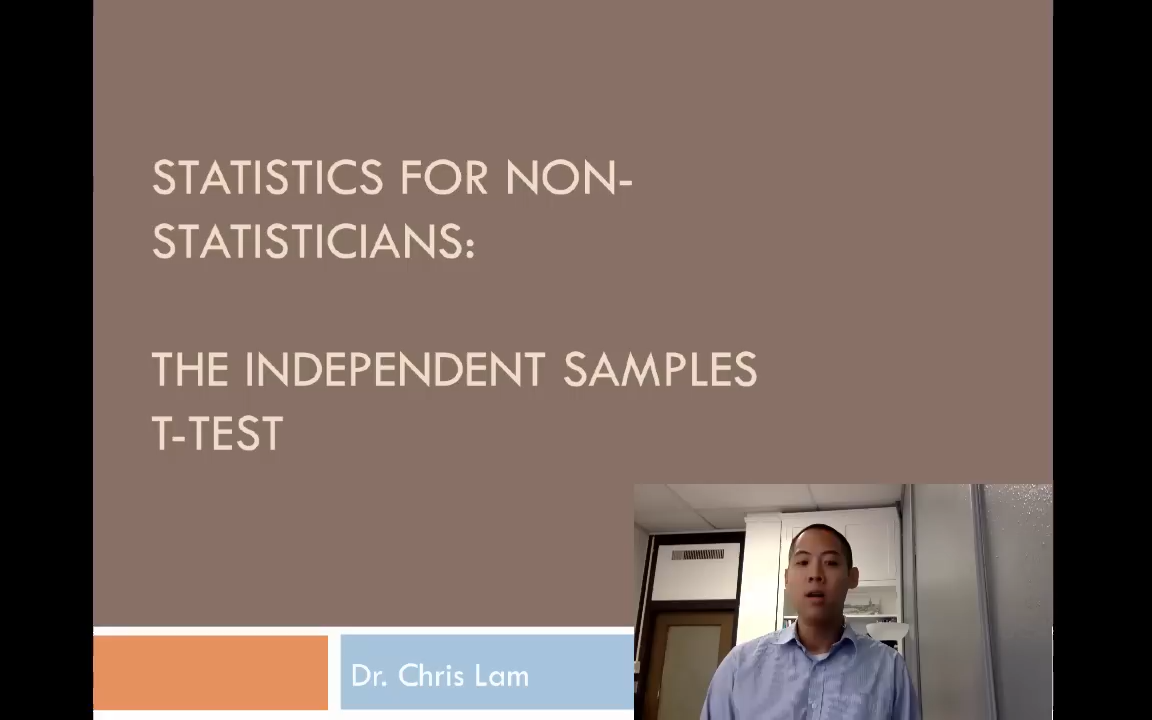 STATISTICS FOR NON-
STATISTICIANS:
THE INDEPENDENT SAMPLES
T-TEST
Dr. Chris Lam